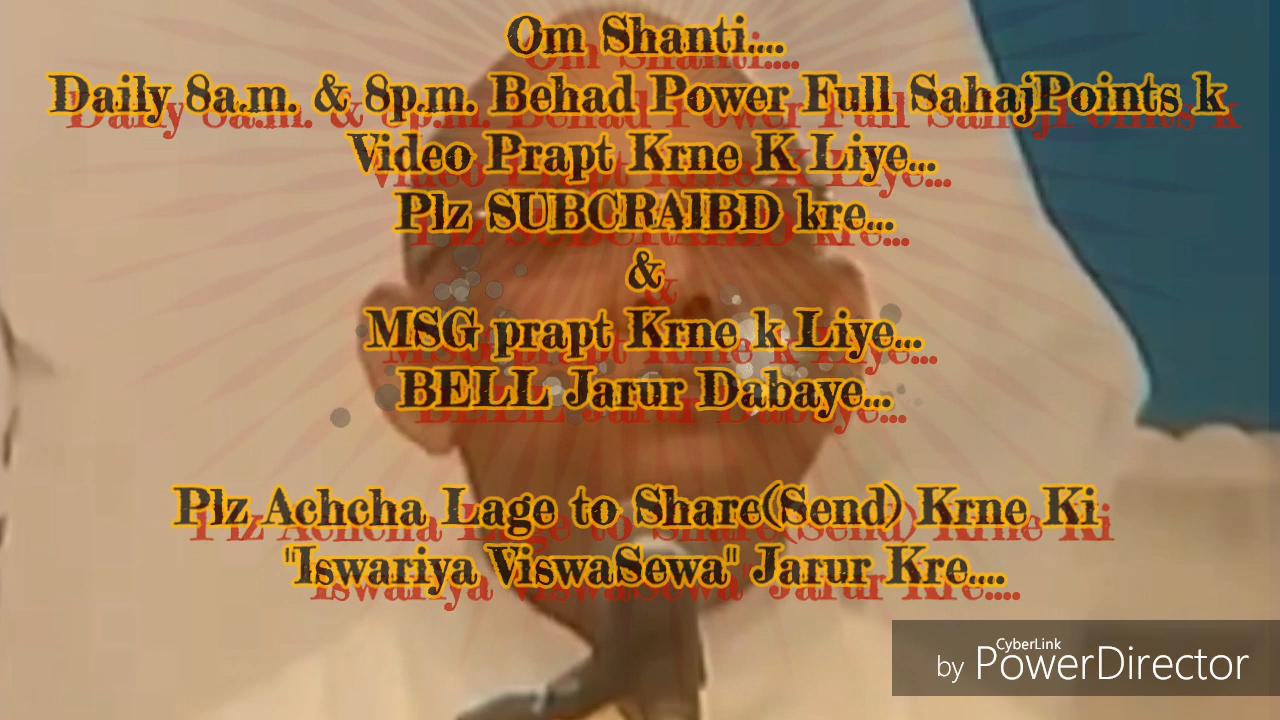 Om Shanti....
Daily 8a.m. & 8p.m. Behad Power Full SahajPoints k
Video Prapt Krne K Liye...
Plz SUBCRAIBD kre...
&
MSG prapt Krne k Liye...
BELL Jarur Dabaye...
Plz Achcha Lage to Share(Send) Krne Ki
"Iswariya ViswaSewa" Jarur Kre....
CyberLink
by PowerDirector